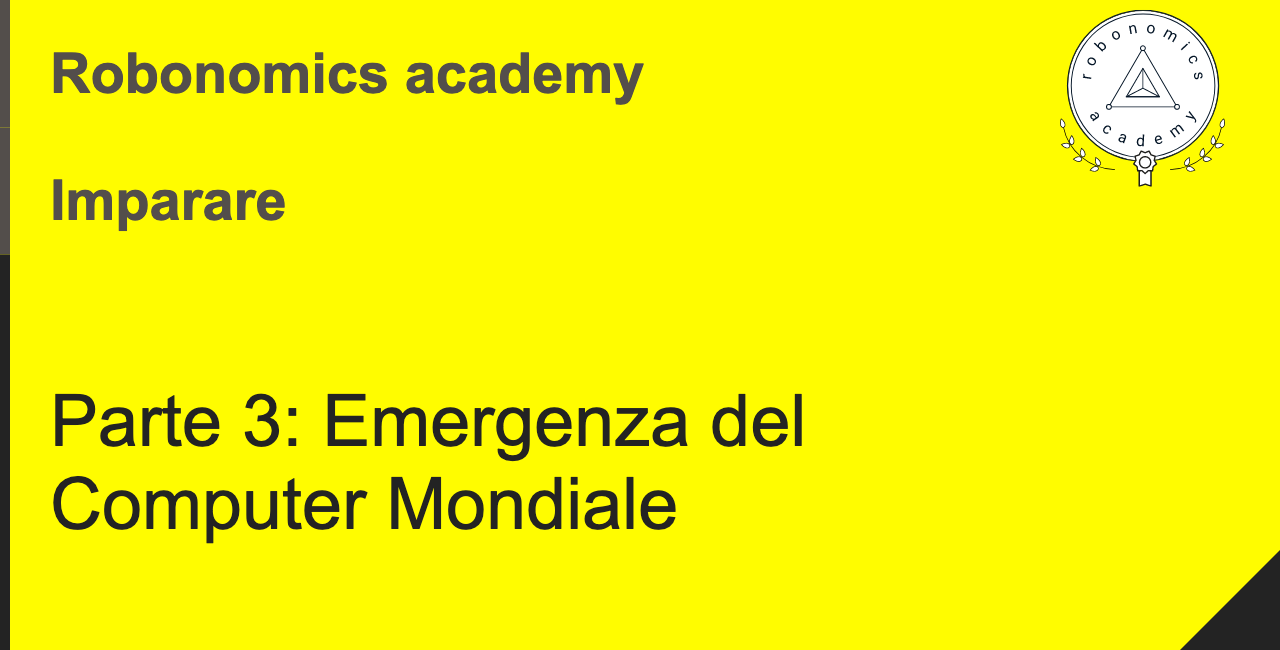 Robonomics academy
robonomics
academy
Imparare
Parte 3: Emergenza del
Computer Mondiale